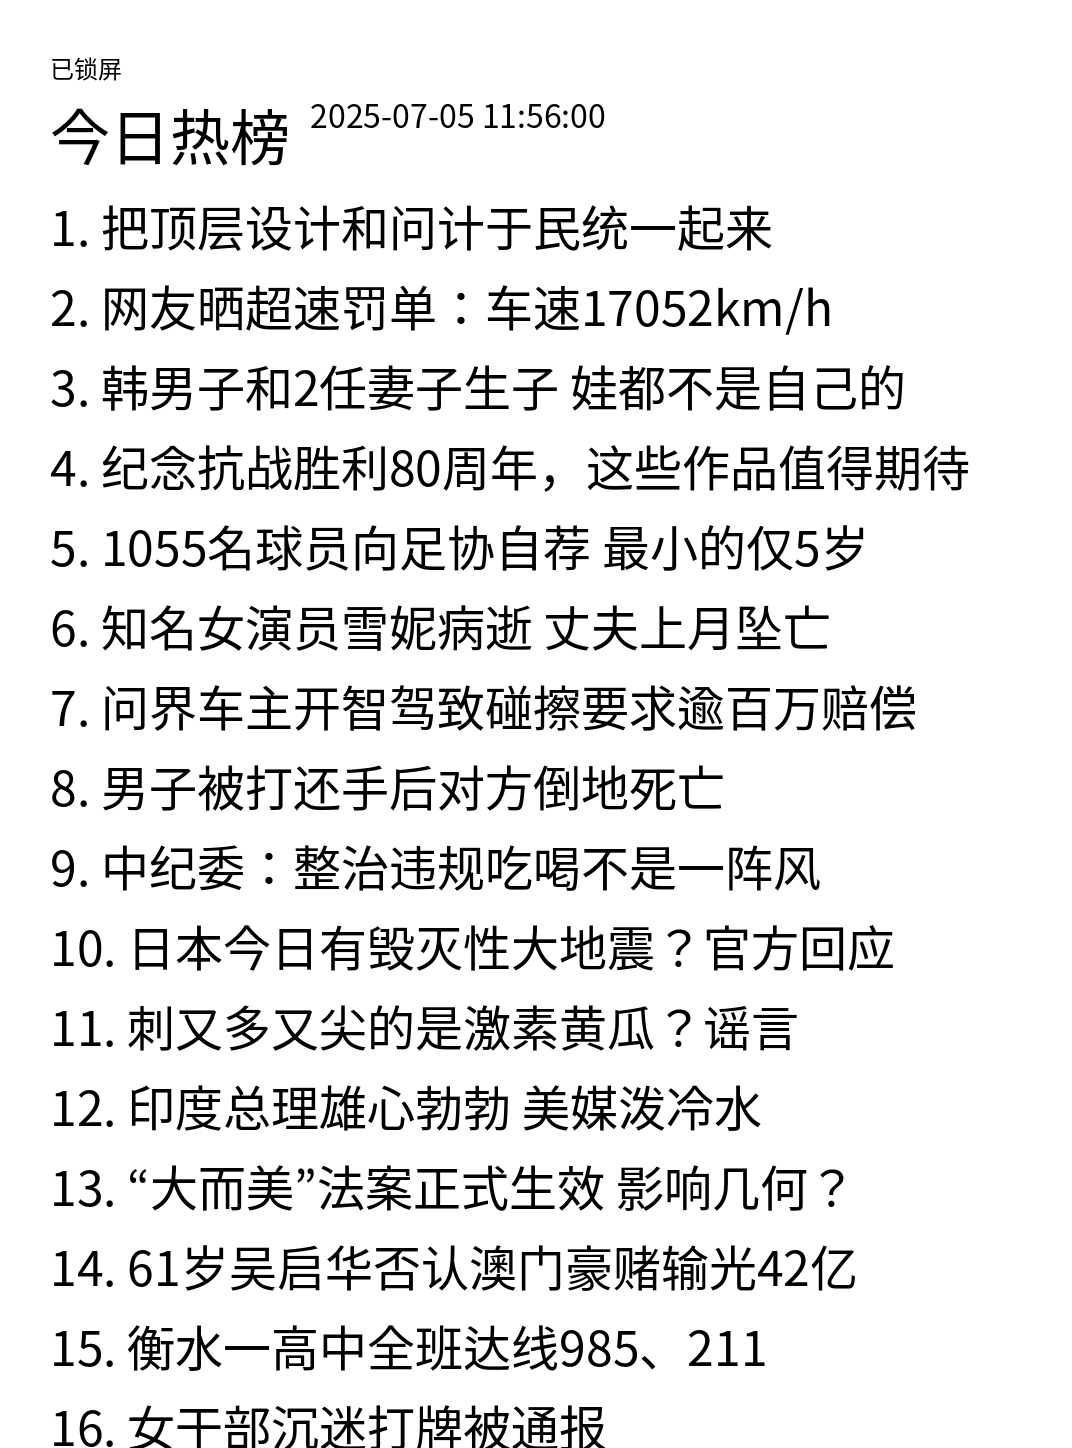 已锁屏
今日热榜 2025-07-05 11:56:00
1. 把顶层设计和问计于民统一起来
2. 网友晒超速罚单：车速17052km/h
3. 韩男子和2任妻子生子 娃都不是自己的
4. 纪念抗战胜利80周年，这些作品值得期待
5. 1055名球员向足协自荐 最小的仅5岁
6. 知名女演员雪妮病逝 丈夫上月坠亡
7. 问界车主开智驾致碰擦要求逾百万赔偿
8. 男子被打还手后对方倒地死亡
9. 中纪委：整治违规吃喝不是一阵风
10. 日本今日有毁灭性大地震？官方回应
11. 刺又多又尖的是激素黄瓜？谣言
12. 印度总理雄心勃勃 美媒泼冷水
13. “大而美”法案正式生效 影响几何？
14. 61岁吴启华否认澳门豪赌输光42亿
15. 衡水一高中全班达线985、211
16. 女干部沉迷打牌被通报